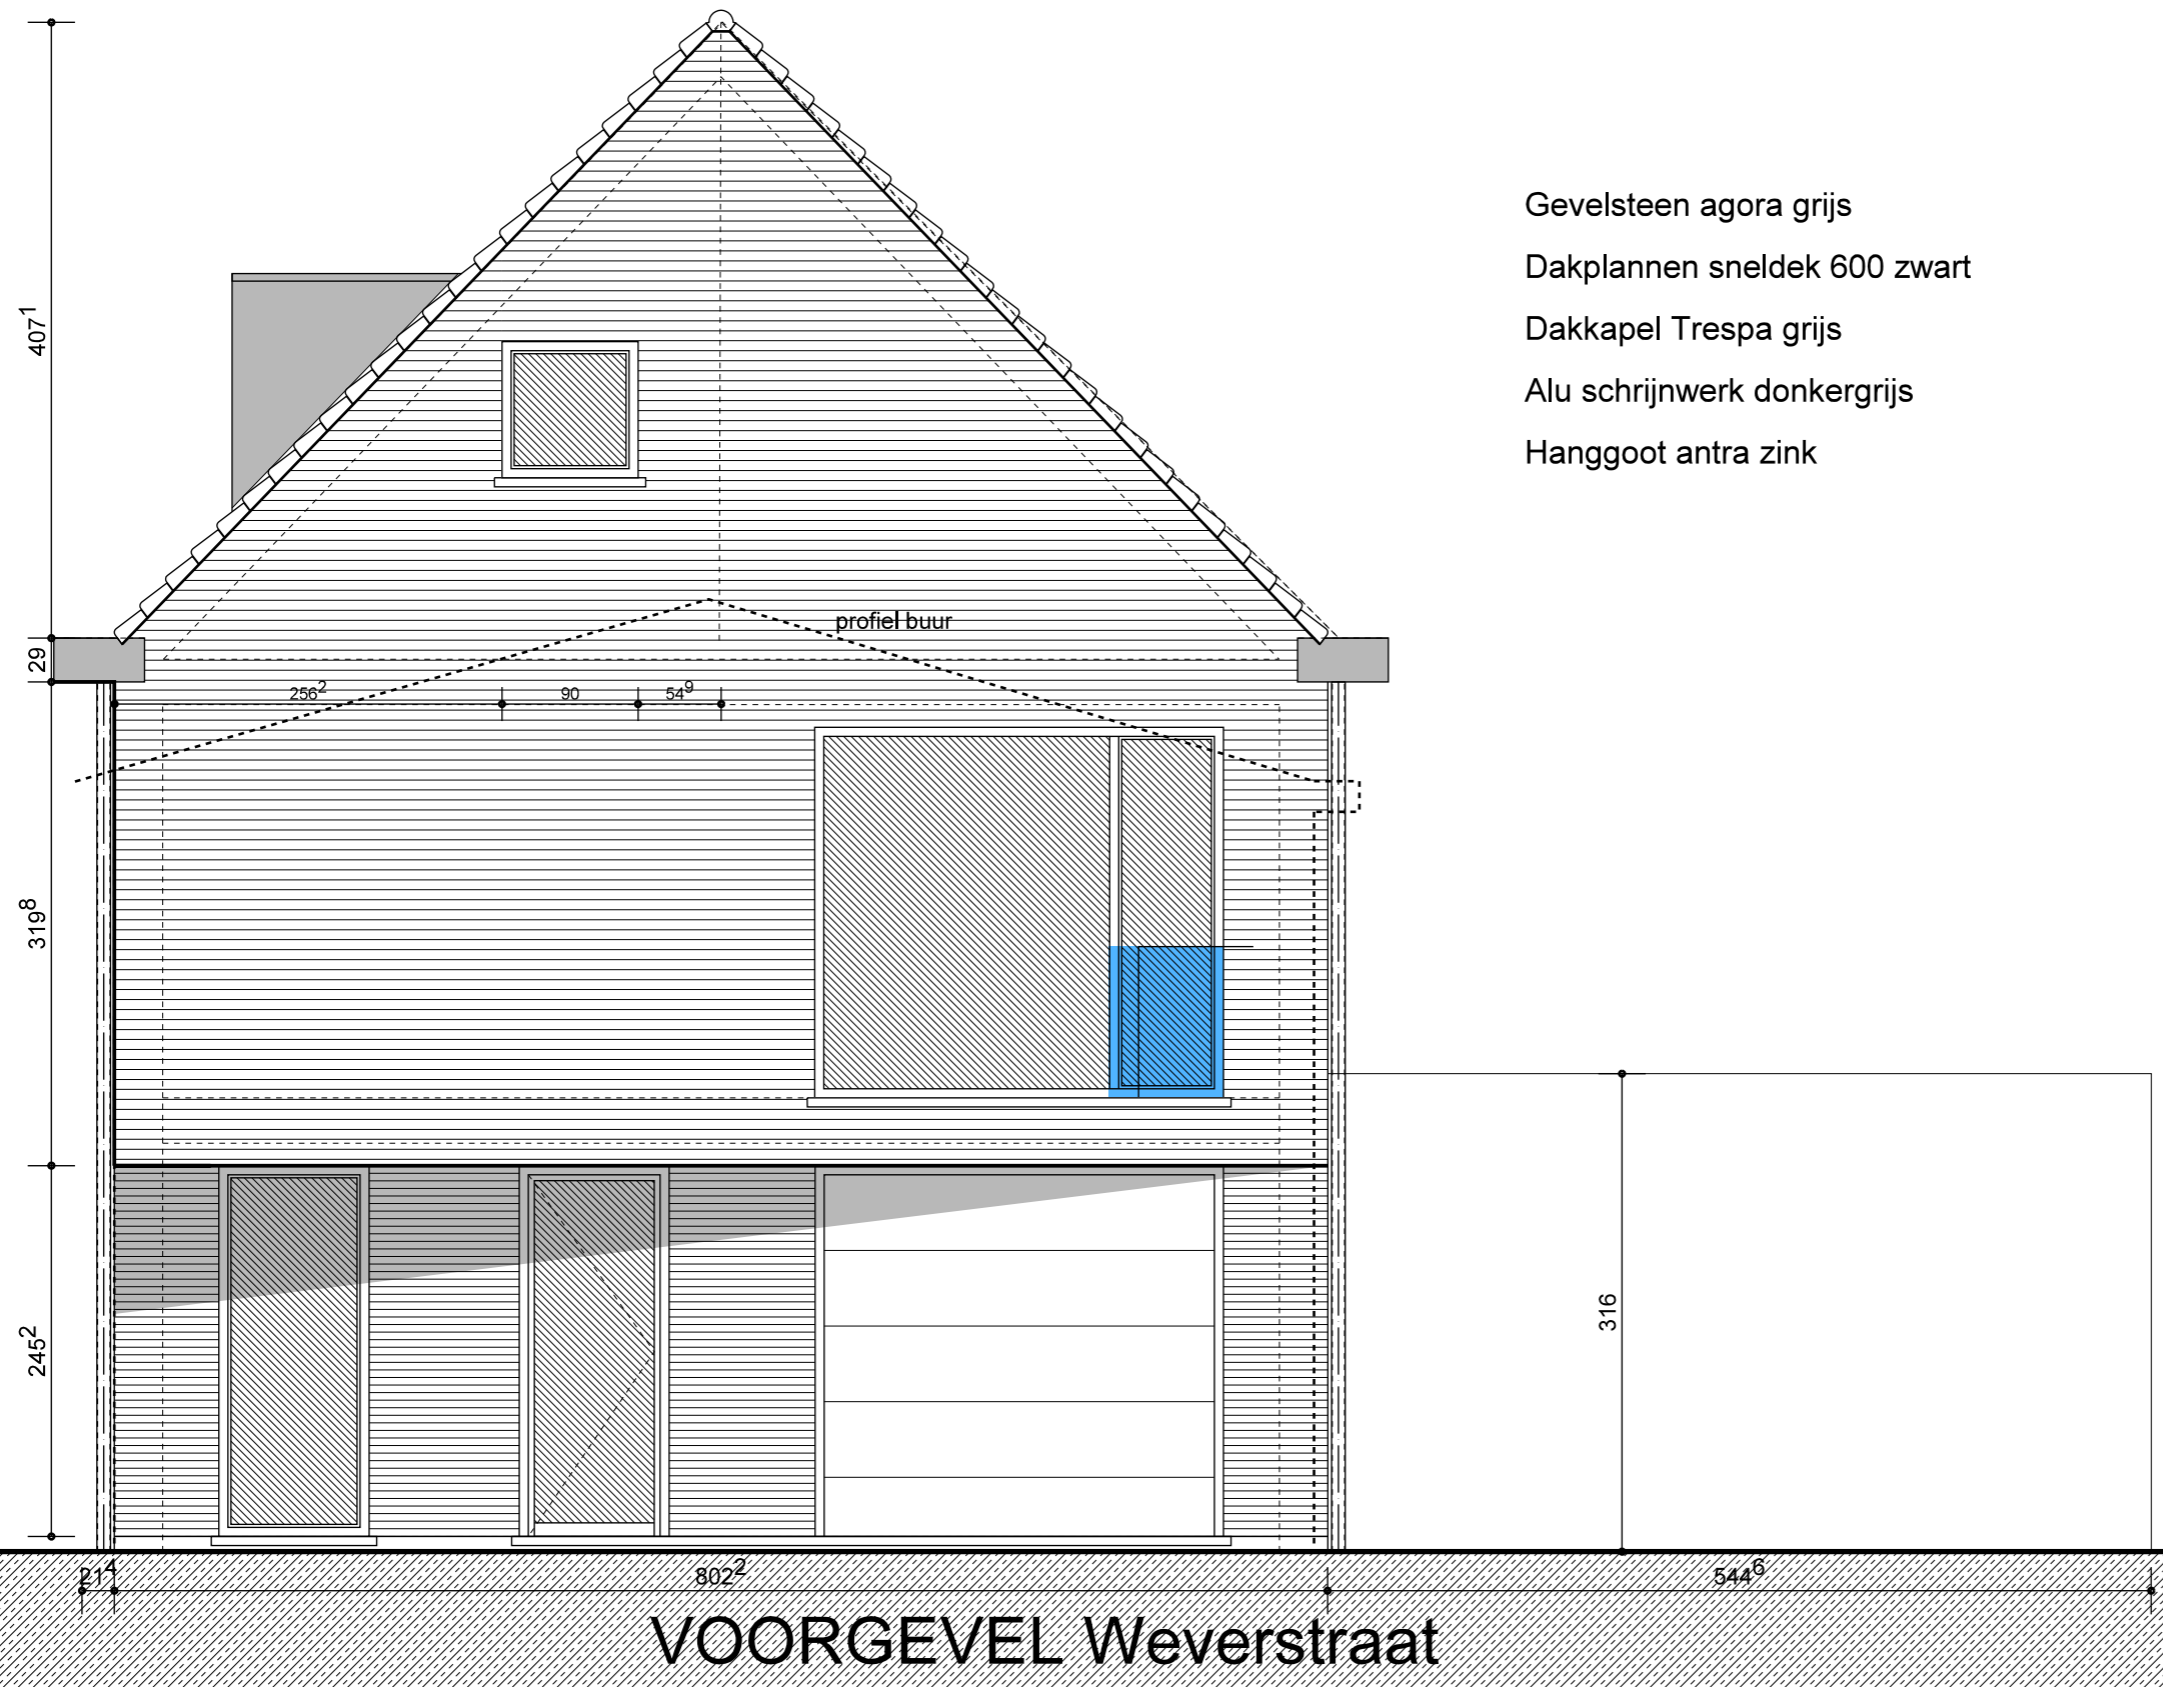 Gevelsteen agora grijs
Dakplannen sneldek 600 zwart
Dakkapel Trespa grijs
Alu schrijnwerk donkergrijs
Hanggoot antra zink
407¹
29
profiel buur
256²
90
54⁹
319⁸
316
245²
21⁴
802²
544⁶
VOORGEVEL Weverstraat